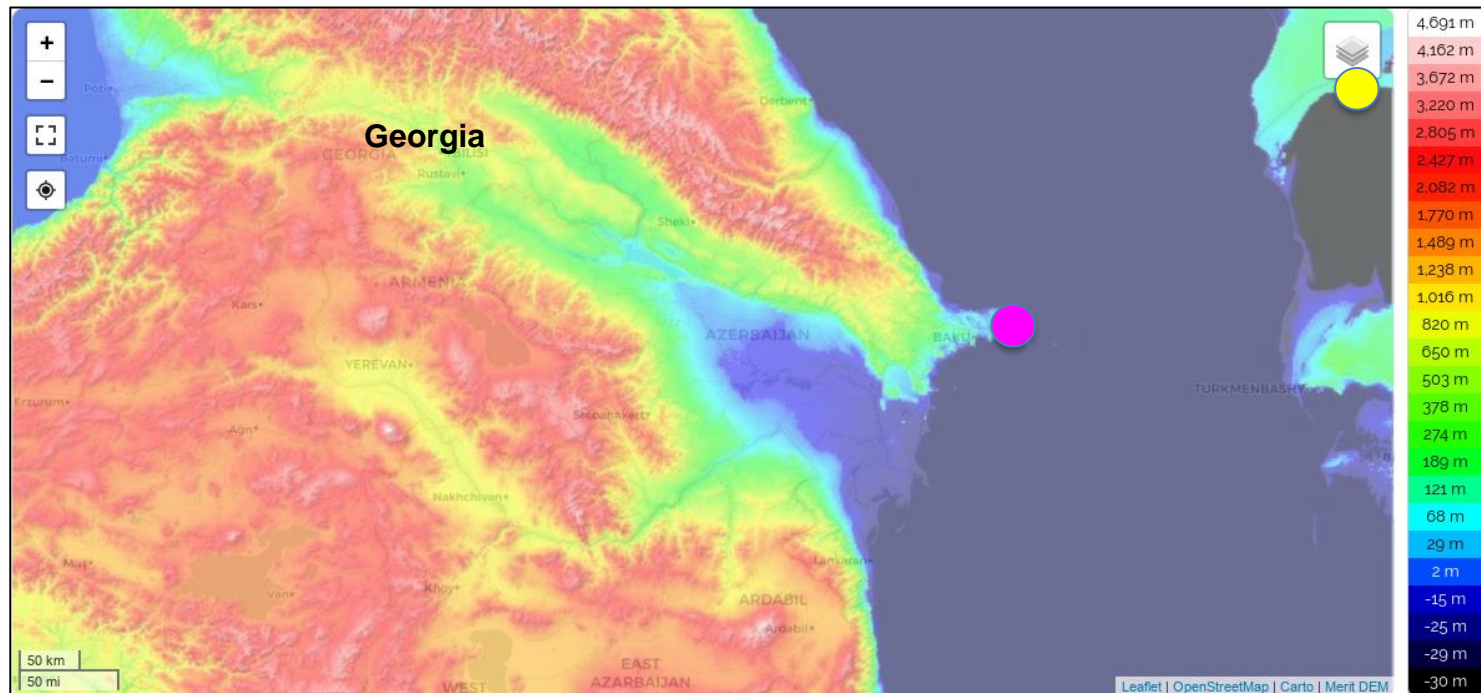 +
−
Poti
Derbent
Georgia
GEORGIA
TBILISI
Batumi
Rustavi
Sheki
ARMENIA
Kars
AZERBAIJAN
BAKU
YEREVAN
TÜRKMENBASHY
Erzurum
Ağrı
Stepanakert
Nakhchivan
Lankaran
Muş
Van
Khoy
ARDABIL
Ardabil
EAST
AZARBAIJAN
WEST
50 km
50 mi
Leaflet | OpenStreetMap | Carto | Merit DEM
4,691 m
4,162 m
3,672 m
3,220 m
2,805 m
2,427 m
2,082 m
1,770 m
1,489 m
1,238 m
1,016 m
820 m
650 m
503 m
378 m
274 m
189 m
121 m
68 m
29 m
2 m
-15 m
-25 m
-29 m
-30 m